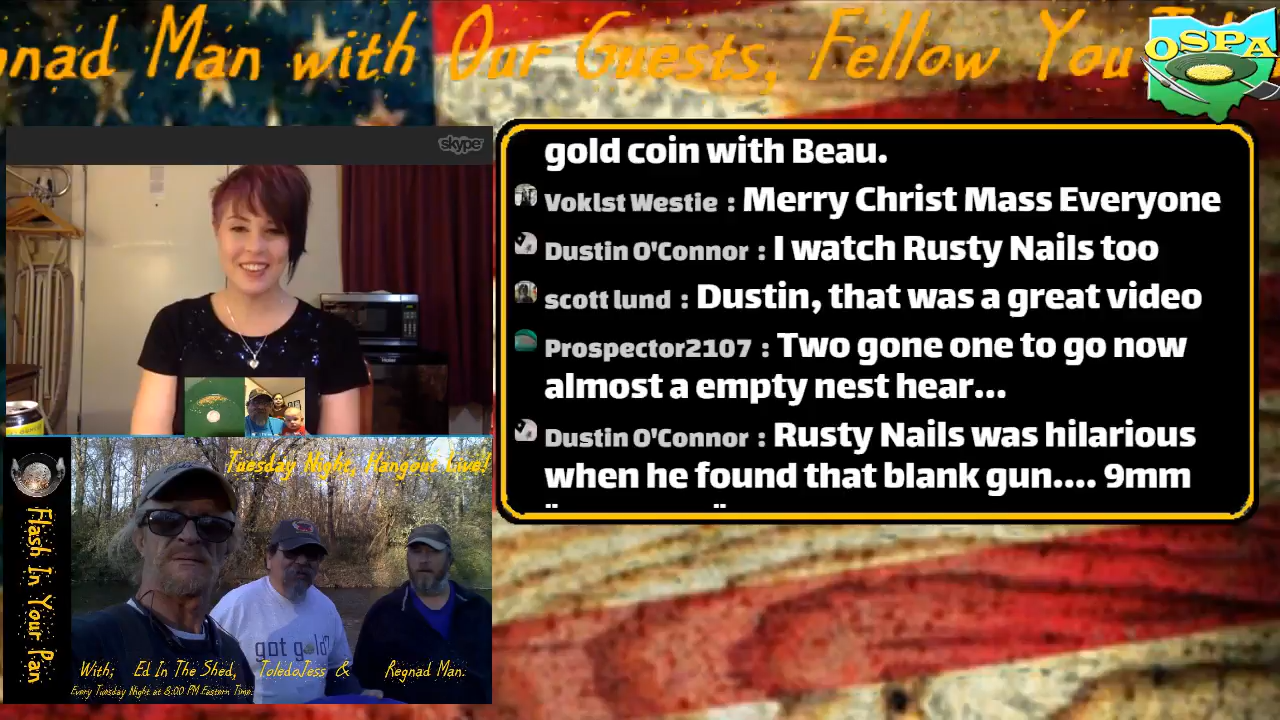 nad Man with Our Guests, Fellow You
OSPA
skype
gold coin with Beau.
Voklst Westie : Merry Christ Mass Everyone
Dustin O'Connor : I watch Rusty Nails too
scott lund : Dustin, that was a great video
Prospector2107 : Two gone one to go now
almost a empty nest hear...
Dustin O'Connor : Rusty Nails was hilarious
when he found that blank gun.... 9mm
Tuesday Night, Hangout Live!
Flash In Your Pan
got gold?
With; Ed In The Shed, ToledoJess & Regnad Man.
Every Tuesday Night at 8:00 PM Eastern Time.